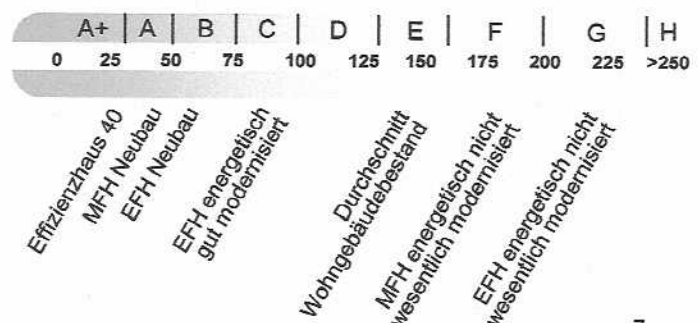 A+ | A | B | C | D | E | F | G | H
0 25 50 75 100 125 150 175 200 225 >250
Effizienzhaus 40
MFH Neubau
EFH Neubau
EFH energetisch
gut modernisiert
Durchschnitt
Wohngebäudebestand
MFH energetisch nicht
wesentlich modernisiert
EFH energetisch nicht
wesentlich modernisiert